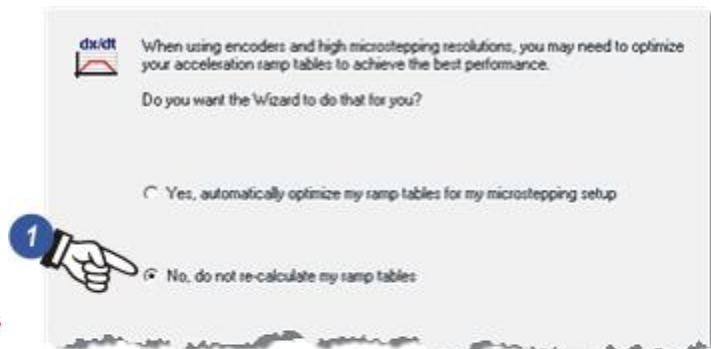 dx/dt
When using encoders and high microstepping resolutions, you may need to optimize
your acceleration ramp tables to achieve the best performance.
Do you want the Wizard to do that for you?
Yes, automatically optimize my ramp tables for my microstepping setup
1
No, do not re-calculate my ramp tables